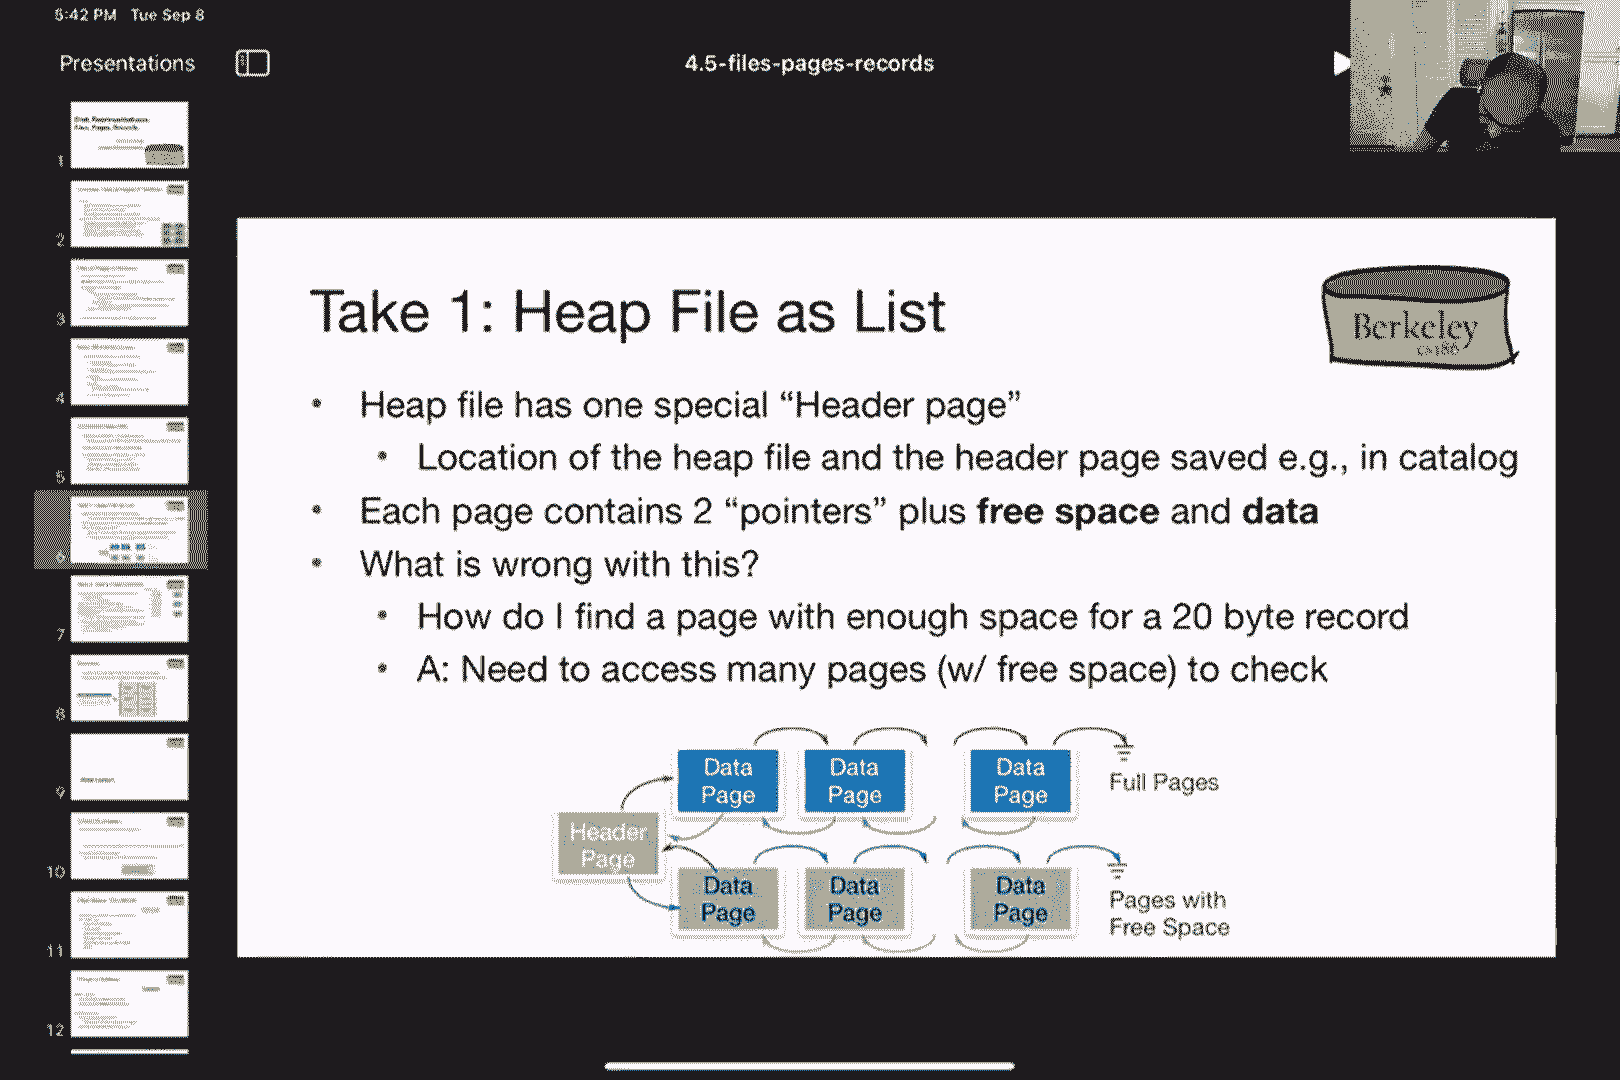 5:42 PM Tue Sep 8
Presentations
4.5-files-pages-records
1
2
3
4
5
6
7
8
9
10
11
12
Take 1: Heap File as List
Berkeley
cs186
• Heap file has one special “Header page”
• Location of the heap file and the header page saved e.g., in catalog
• Each page contains 2 “pointers” plus free space and data
• What is wrong with this?
• How do I find a page with enough space for a 20 byte record
• A: Need to access many pages (w/ free space) to check
Data Page
Data Page
Data Page
Full Pages
Header Page
Data Page
Data Page
Data Page
Pages with
Free Space